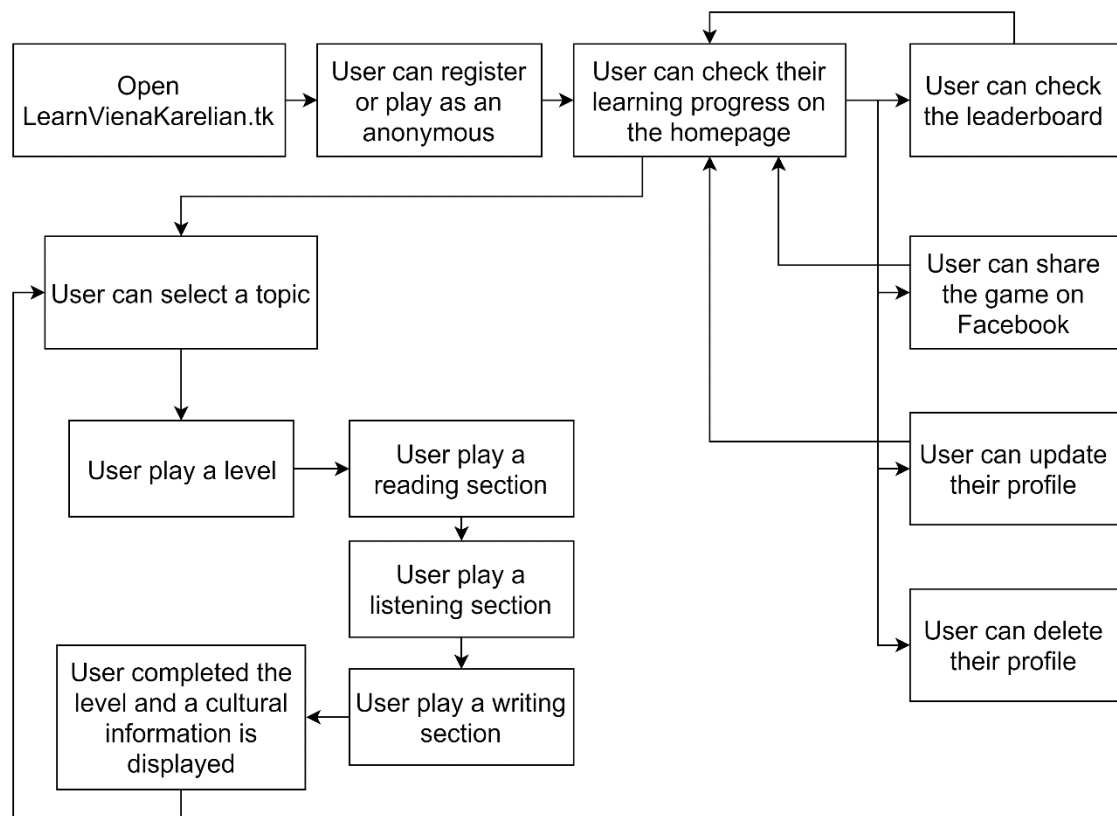 Open
LearnVienaKarelian.tk
User can register
or play as an
anonymous
User can check their
learning progress on
the homepage
User can check
the leaderboard
User can select a topic
User can share
the game on
Facebook
User play a level
User play a
reading section
User can update
their profile
User play a
listening section
User can delete
their profile
User play a writing
section
User completed the
level and a cultural
information is
displayed